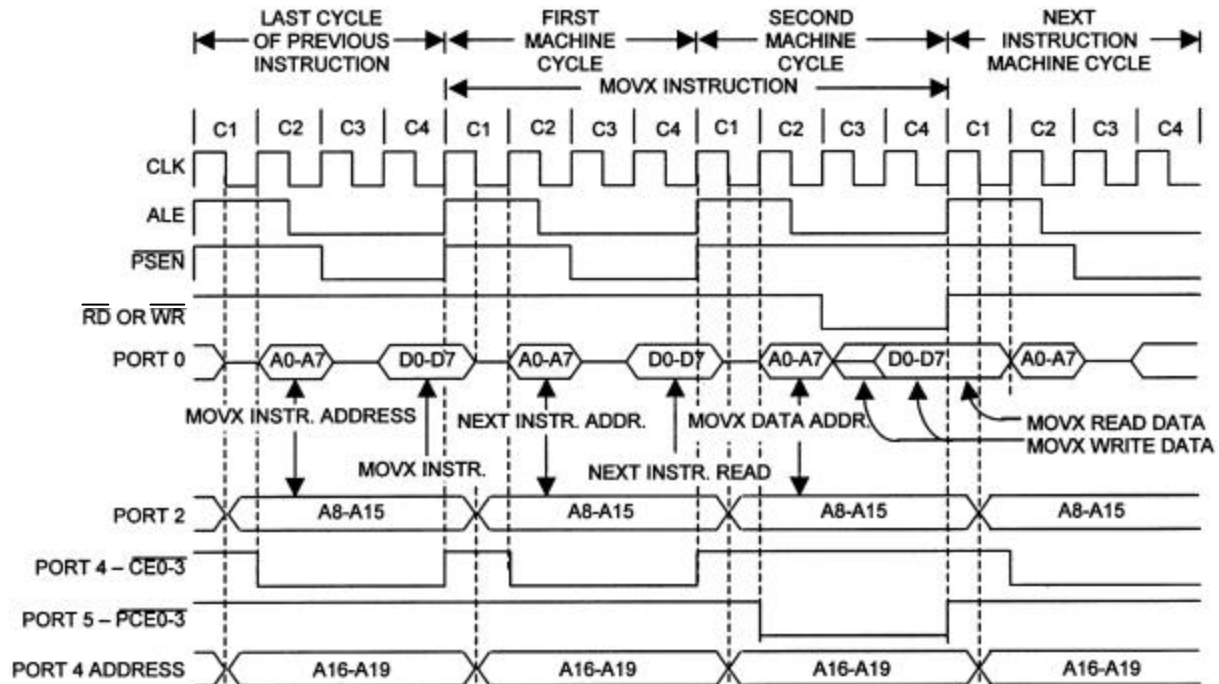 LAST CYCLE
OF PREVIOUS
INSTRUCTION
FIRST
MACHINE
CYCLE
SECOND
MACHINE
CYCLE
NEXT
INSTRUCTION
MACHINE CYCLE
MOVX INSTRUCTION
C1 C2 C3 C4 C1 C2 C3 C4 C1 C2 C3 C4 C1 C2 C3 C4
CLK
ALE
PSEN
RD OR WR
PORT 0 A0-A7 D0-D7 A0-A7 D0-D7 A0-A7 D0-D7 A0-A7
MOVX INSTR. ADDRESS NEXT INSTR. ADDR. MOVX DATA ADDR. MOVX READ DATA
MOVX WRITE DATA
MOVX INSTR. NEXT INSTR. READ
PORT 2 A8-A15 A8-A15 A8-A15 A8-A15
PORT 4 – CE0-3
PORT 5 – PCE0-3
PORT 4 ADDRESS A16-A19 A16-A19 A16-A19 A16-A19